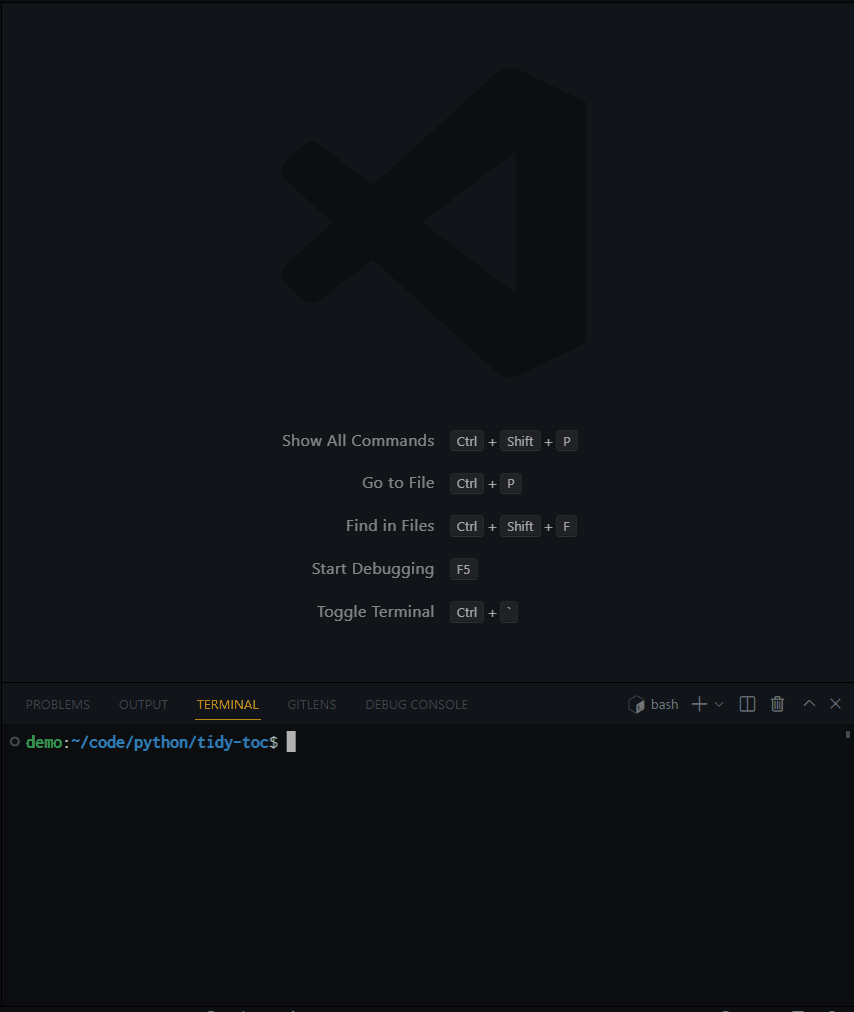 Show All Commands Ctrl + Shift + P
Go to File Ctrl + P
Find in Files Ctrl + Shift + F
Start Debugging F5
Toggle Terminal Ctrl + `
PROBLEMS OUTPUT TERMINAL GITLENS DEBUG CONSOLE bash
demo:~/code/python/tidy-toc$